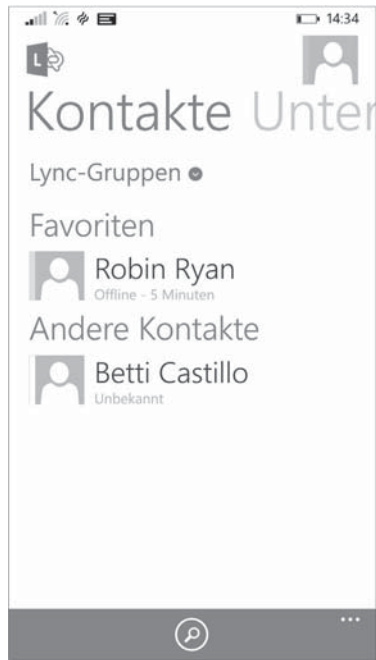 14:34
L
Kontakte Unter
Lync-Gruppen
Favoriten
Robin Ryan
Offline - 5 Minuten
Andere Kontakte
Betti Castillo
Unbekannt